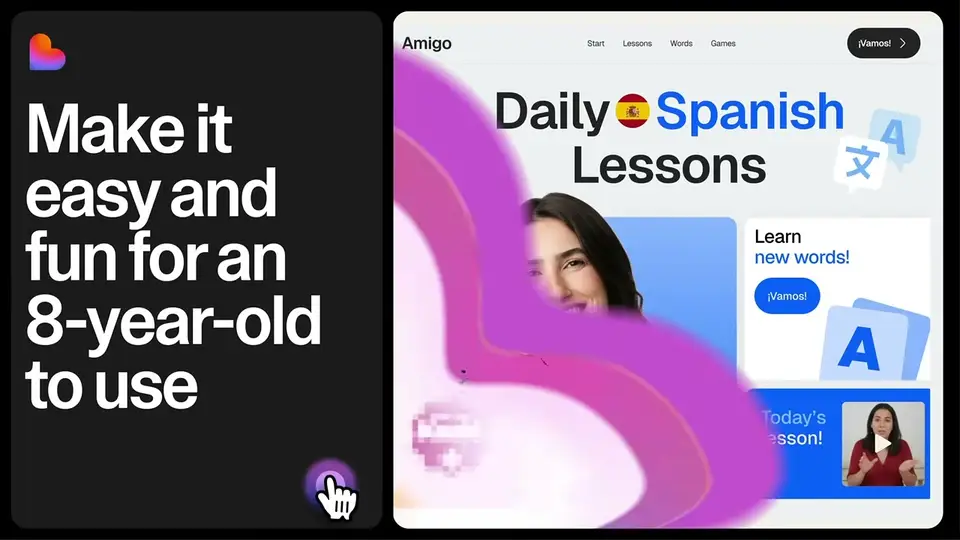 Make it
easy and
fun for an
8-year-old
to use
Amigo
Start
Lessons
Words
Games
¡Vamos!
Daily Spanish
Lessons
A
文
Learn
new words!
¡Vamos!
A
Today's
lesson!